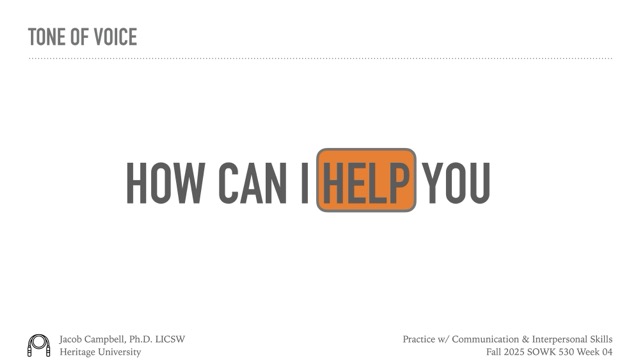 TONE OF VOICE
HOW CAN I HELP YOU
Jacob Campbell, Ph.D. LICSW
Heritage University
Practice w/ Communication & Interpersonal Skills
Fall 2025 SOWK 530 Week 04